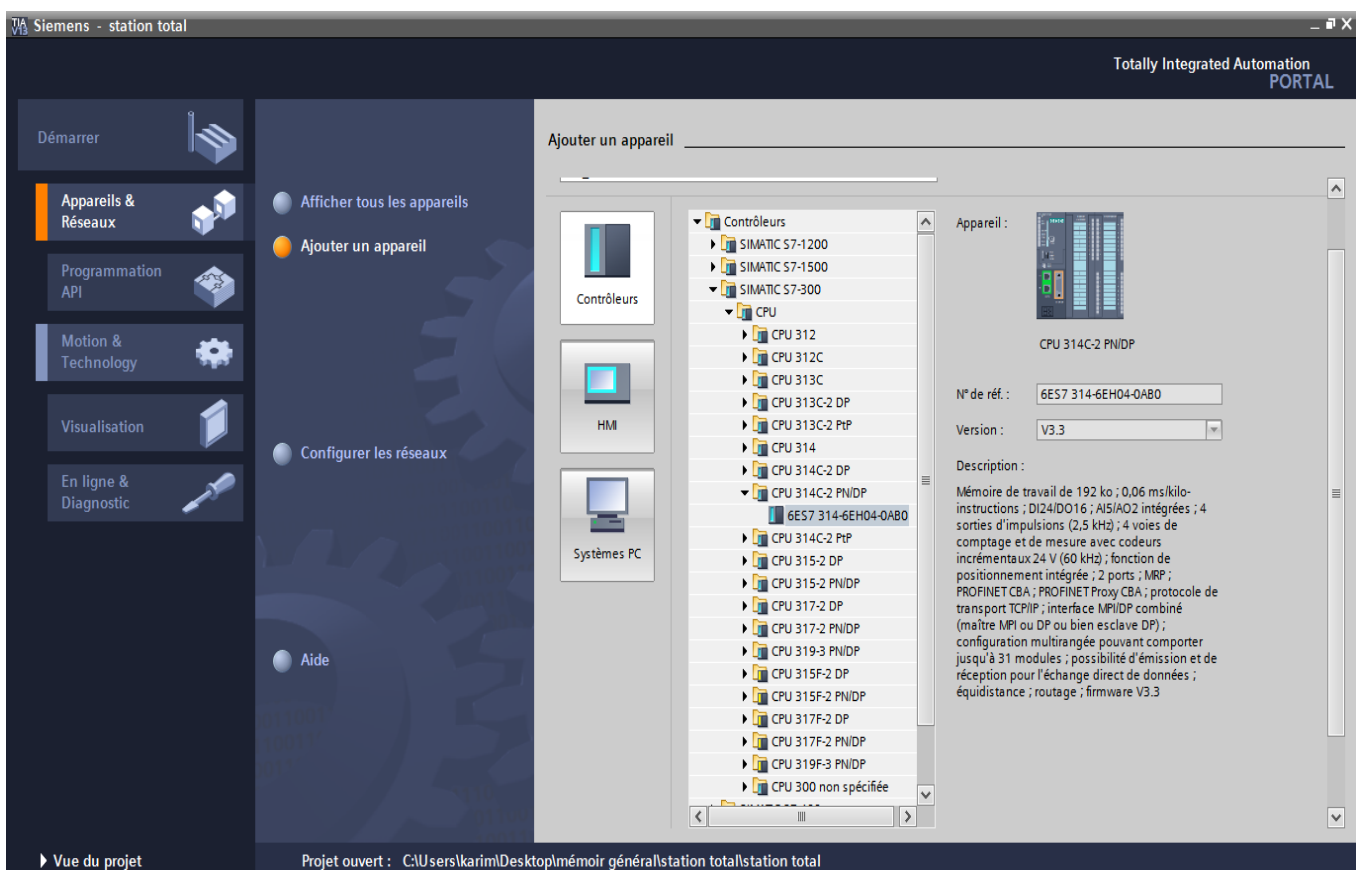 TIA V13 Siemens - station total
Totally Integrated Automation
PORTAL
Démarrer
Appareils &
Réseaux
Programmation
API
Motion &
Technology
Visualisation
En ligne &
Diagnostic
Vue du projet
Afficher tous les appareils
Ajouter un appareil
Configurer les réseaux
Aide
Ajouter un appareil
Contrôleurs
HMI
Systèmes PC
Contrôleurs
SIMATIC S7-1200
SIMATIC S7-1500
SIMATIC S7-300
CPU
CPU 312
CPU 312C
CPU 313C
CPU 313C-2 DP
CPU 313C-2 PtP
CPU 314
CPU 314C-2 DP
CPU 314C-2 PN/DP
6ES7 314-6EH04-0AB0
CPU 314C-2 PtP
CPU 315-2 DP
CPU 315-2 PN/DP
CPU 317-2 DP
CPU 317-2 PN/DP
CPU 319-3 PN/DP
CPU 315F-2 DP
CPU 315F-2 PN/DP
CPU 317F-2 DP
CPU 317F-2 PN/DP
CPU 319F-3 PN/DP
CPU 300 non spécifiée
Appareil :
CPU 314C-2 PN/DP
N° de réf. : 6ES7 314-6EH04-0AB0
Version : V3.3
Description :
Mémoire de travail de 192 ko ; 0,06 ms/kilo-
instructions ; DI24/DO16 ; AI5/AO2 intégrées ; 4
sorties d'impulsions (2,5 kHz) ; 4 voies de
comptage et de mesure avec codeurs
incrémentaux 24 V (60 kHz) ; fonction de
positionnement intégrée ; 2 ports ; MRP ;
PROFINET CBA ; PROFINET Proxy CBA ; protocole de
transport TCP/IP ; interface MPI/DP combiné
(maître MPI ou DP ou bien esclave DP) ;
configuration multirangée pouvant comporter
jusqu'à 31 modules ; possibilité d'émission et de
réception pour l'échange direct de données ;
équidistance ; routage ; firmware V3.3
Projet ouvert : C:\Users\karim\Desktop\mémoir général\station total\station total